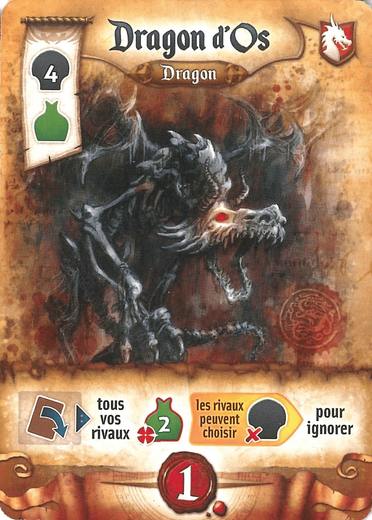 Dragon d'Os
Dragon
4
tous
vos
rivaux
2
les rivaux
peuvent
choisir
pour
ignorer
1